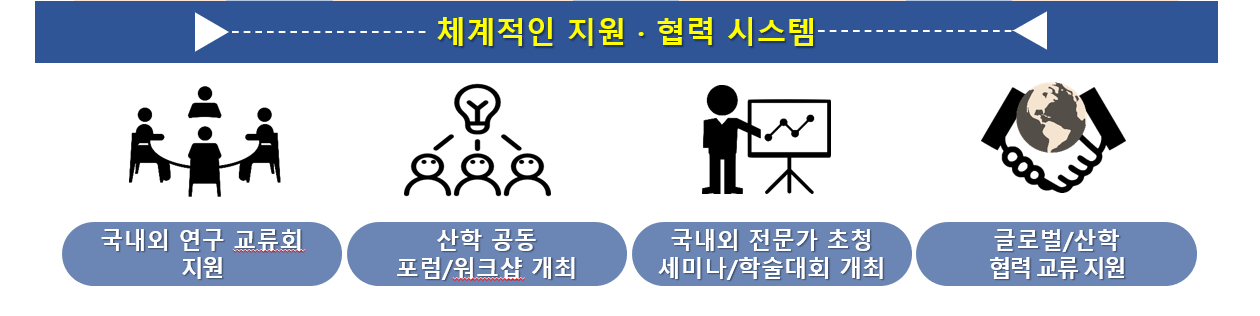 체계적인 지원 · 협력 시스템
국내외 연구 교류회
지원
산학 공동
포럼/워크샵 개최
국내외 전문가 초청
세미나/학술대회 개최
글로벌/산학
협력 교류 지원